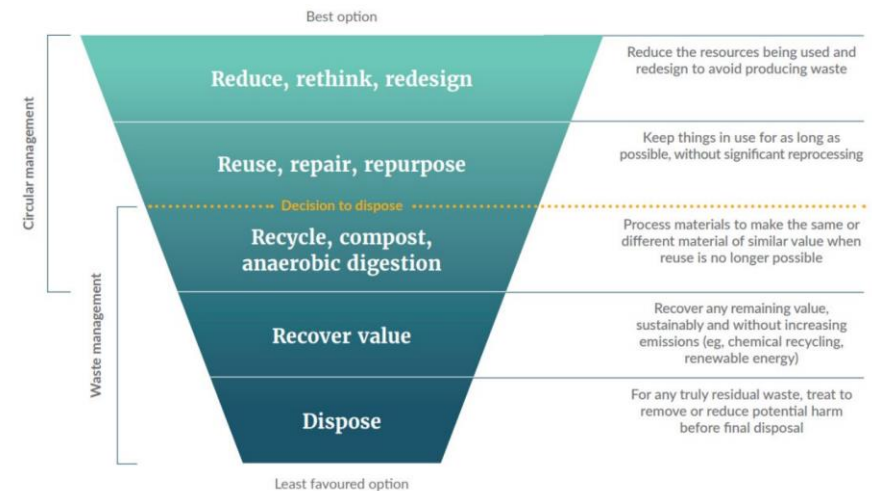 Best option
Circular management
Reduce, rethink, redesign
Reduce the resources being used and
redesign to avoid producing waste
Reuse, repair, repurpose
Keep things in use for as long as
possible, without significant reprocessing
Decision to dispose
Waste management
Recycle, compost,
anaerobic digestion
Process materials to make the same or
different material of similar value when
reuse is no longer possible
Recover value
Recover any remaining value,
sustainably and without increasing
emissions (eg, chemical recycling,
renewable energy)
Dispose
For any truly residual waste, treat to
remove or reduce potential harm
before final disposal
Least favoured option